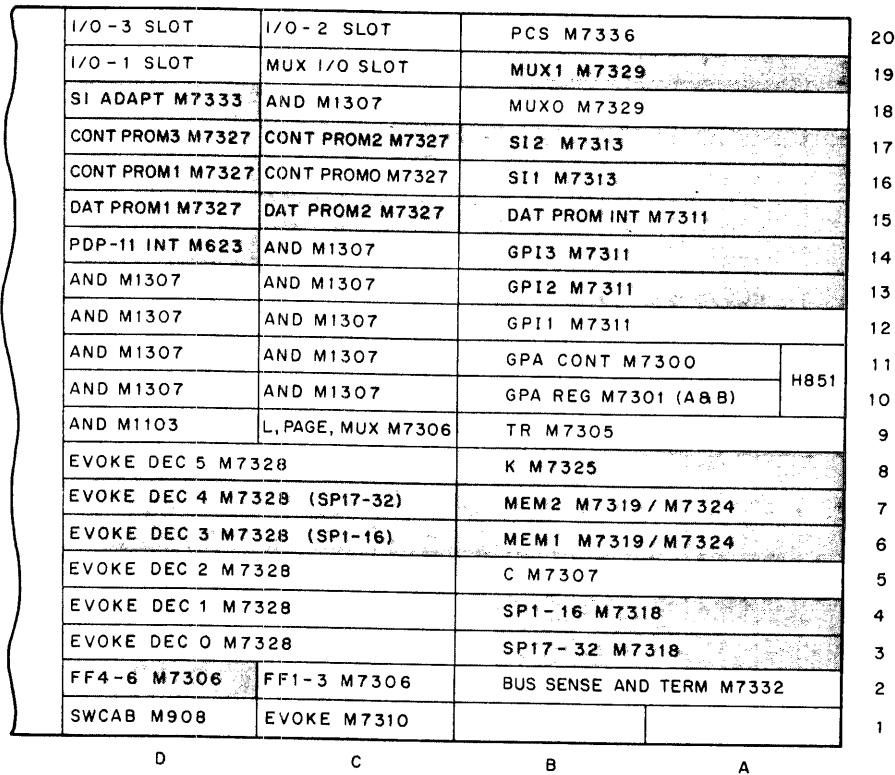 I/O-3 SLOT I/O-2 SLOT PCS M7336 20
I/O-1 SLOT MUX I/O SLOT MUX1 M7329 19
SI ADAPT M7333 AND M1307 MUXO M7329 18
CONT PROM3 M7327 CONT PROM2 M7327 SI2 M7313 17
CONT PROM1 M7327 CONT PROMO M7327 SI1 M7313 16
DAT PROM1 M7327 DAT PROM2 M7327 DAT PROM INT M7311 15
PDP-11 INT M623 AND M1307 GPI3 M7311 14
AND M1307 AND M1307 GPI2 M7311 13
AND M1307 AND M1307 GPI1 M7311 12
AND M1307 AND M1307 GPA CONT M7300 11
H851
AND M1307 AND M1307 GPA REG M7301 (A&B) 10
AND M1103 L, PAGE, MUX M7306 TR M7305 9
EVOKE DEC 5 M7328 K M7325 8
EVOKE DEC 4 M7328 (SP17-32) MEM2 M7319/M7324 7
EVOKE DEC 3 M7328 (SP1-16) MEM1 M7319/M7324 6
EVOKE DEC 2 M7328 C M7307 5
EVOKE DEC 1 M7328 SP1-16 M7318 4
EVOKE DEC O M7328 SP17-32 M7318 3
FF4-6 M7306 FF1-3 M7306 BUS SENSE AND TERM M7332 2
SWCAB M908 EVOKE M7310 1
D C B A